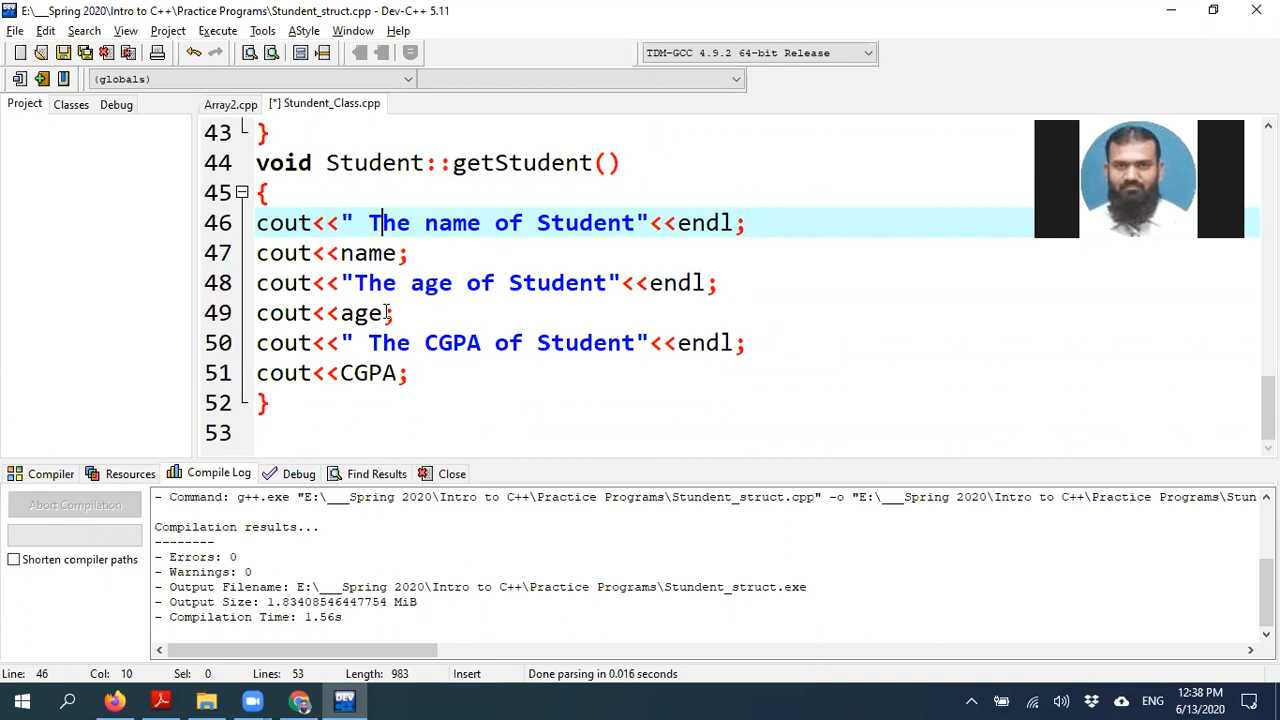 E:\__Spring 2020\Intro to C++\Practice Programs\Stundent_struct.cpp - Dev-C++ 5.11
File Edit Search View Project Execute Tools AStyle Window Help
TDM-GCC 4.9.2 64-bit Release
(globals)
Project Classes Debug Array2.cpp [*] Stundent_Class.cpp
43 }
44 void Student::getStudent()
45 {
46 cout<<" The name of Student"<<endl;
47 cout<<name;
48 cout<<"The age of Student"<<endl;
49 cout<<age;
50 cout<<" The CGPA of Student"<<endl;
51 cout<<CGPA;
52 }
53
Compiler Resources Compile Log Debug Find Results Close
Abort Compilation
Shorten compiler paths
- Command: g++.exe "E:\___Spring 2020\Intro to C++\Practice Programs\Stundent_struct.cpp" -o "E:\___Spring 2020\Intro to C++\Practice Programs\Stun
Compilation results...
--------
- Errors: 0
- Warnings: 0
- Output Filename: E:\___Spring 2020\Intro to C++\Practice Programs\Stundent_struct.exe
- Output Size: 1.83408546447754 MiB
- Compilation Time: 1.56s
Line: 46 Col: 10 Sel: 0 Lines: 53 Length: 983 Insert Done parsing in 0.016 seconds
DEV
ENG
12:38 PM
6/13/2020